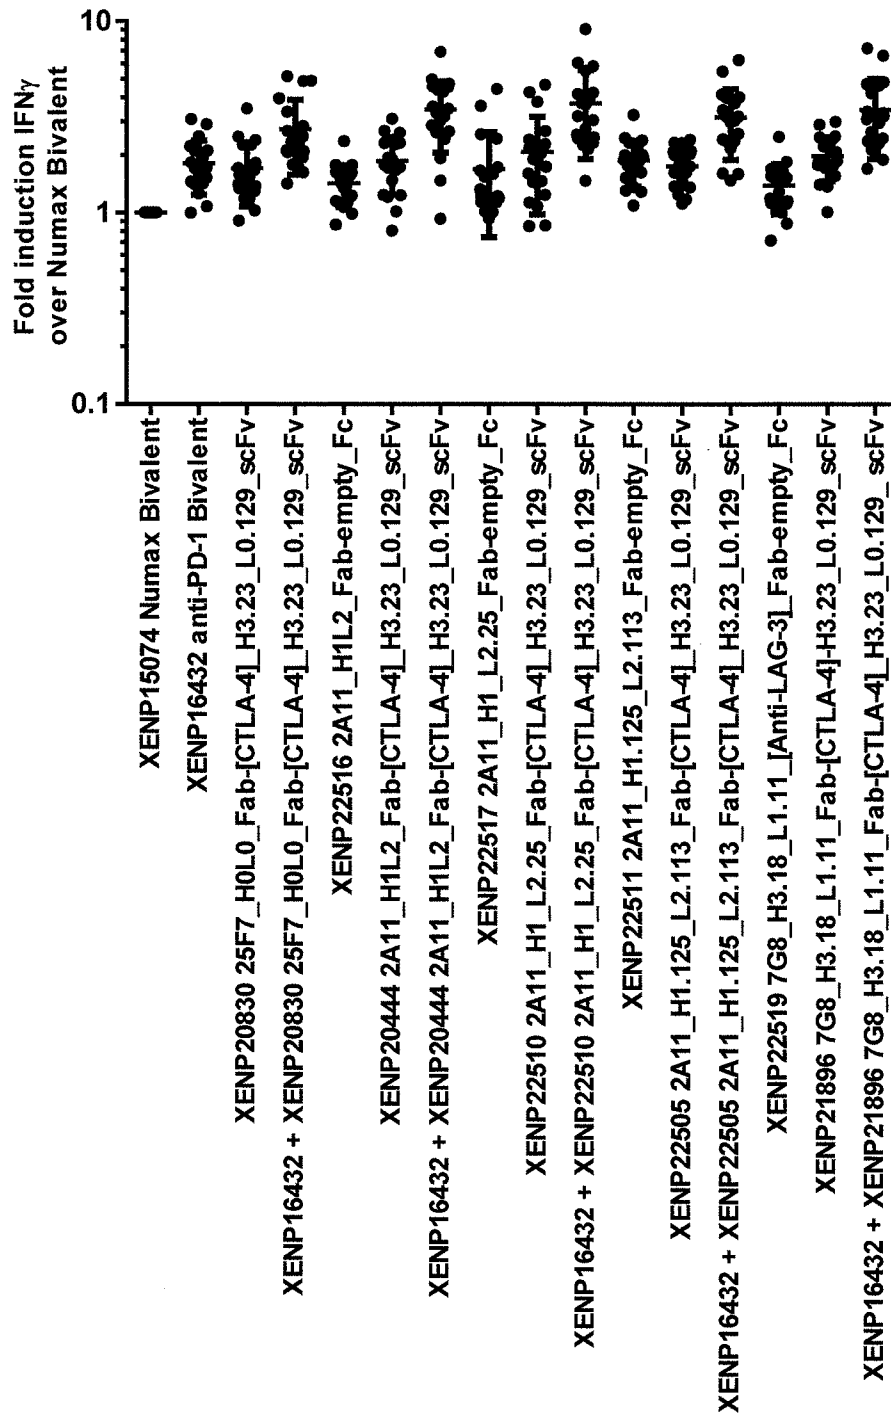 Fold induction IFNγ
over Numax Bivalent
10
1
0.1
XENP15074 Numax Bivalent
XENP16432 anti-PD-1 Bivalent
XENP20830 25F7_H0L0_Fab-[CTLA-4]_H3.23_L0.129_scFv
XENP16432 + XENP20830 25F7_H0L0_Fab-[CTLA-4]_H3.23_L0.129_scFv
XENP22516 2A11_H1L2_Fab-empty_Fc
XENP20444 2A11_H1L2_Fab-[CTLA-4]_H3.23_L0.129_scFv
XENP16432 + XENP20444 2A11_H1L2_Fab-[CTLA-4]_H3.23_L0.129_scFv
XENP22517 2A11_H1_L2.25_Fab-empty_Fc
XENP22510 2A11_H1_L2.25_Fab-[CTLA-4]_H3.23_L0.129_scFv
XENP16432 + XENP22510 2A11_H1_L2.25_Fab-[CTLA-4]_H3.23_L0.129_scFv
XENP22511 2A11_H1.125_L2.113_Fab-empty_Fc
XENP22505 2A11_H1.125_L2.113_Fab-[CTLA-4]_H3.23_L0.129_scFv
XENP16432 + XENP22505 2A11_H1.125_L2.113_Fab-[CTLA-4]_H3.23_L0.129_scFv
XENP22519 7G8_H3.18_L1.11_[Anti-LAG-3]_Fab-empty_Fc
XENP21896 7G8_H3.18_L1.11_Fab-[CTLA-4]-H3.23_L0.129_scFv
XENP16432 + XENP21896 7G8_H3.18_L1.11_Fab-[CTLA-4]_H3.23_L0.129_ scFv